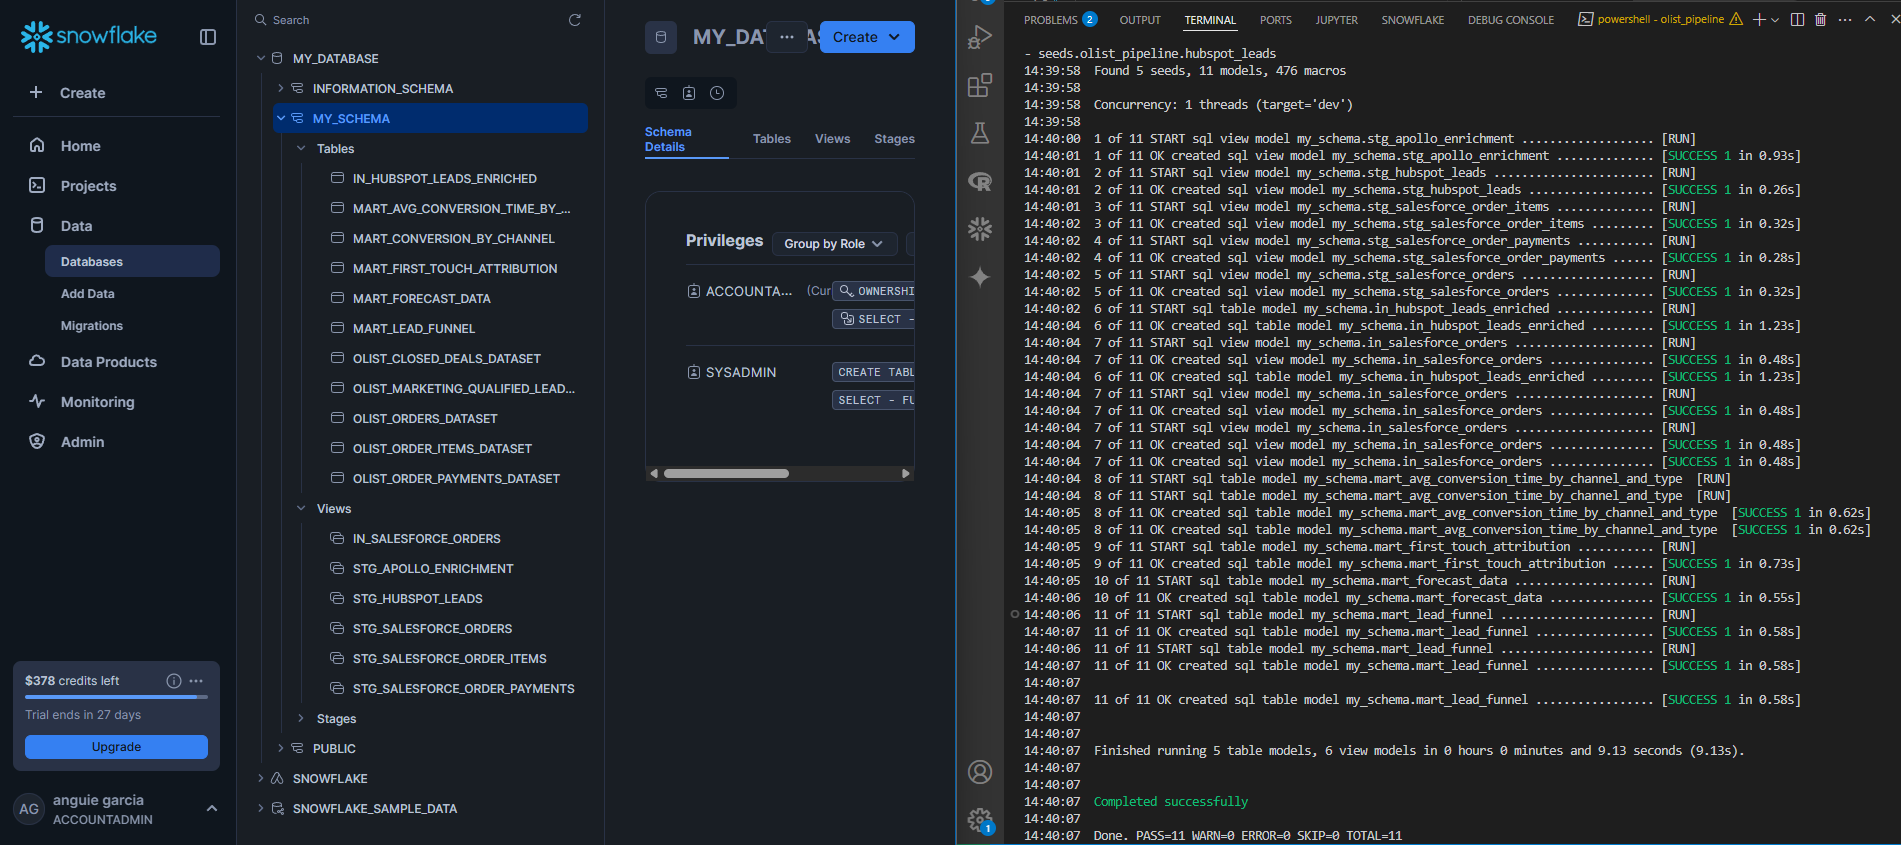 snowflake
Create
Home
Projects
Data
Databases
Add Data
Migrations
Data Products
Monitoring
Admin
$378 credits left
Trial ends in 27 days
Upgrade
AG
anguie garcia
ACCOUNTADMIN
Search
MY_DATABASE
INFORMATION_SCHEMA
MY_SCHEMA
Tables
IN_HUBSPOT_LEADS_ENRICHED
MART_AVG_CONVERSION_TIME_BY_...
MART_CONVERSION_BY_CHANNEL
MART_FIRST_TOUCH_ATTRIBUTION
MART_FORECAST_DATA
MART_LEAD_FUNNEL
OLIST_CLOSED_DEALS_DATASET
OLIST_MARKETING_QUALIFIED_LEAD...
OLIST_ORDERS_DATASET
OLIST_ORDER_ITEMS_DATASET
OLIST_ORDER_PAYMENTS_DATASET
Views
IN_SALESFORCE_ORDERS
STG_APOLLO_ENRICHMENT
STG_HUBSPOT_LEADS
STG_SALESFORCE_ORDERS
STG_SALESFORCE_ORDER_ITEMS
STG_SALESFORCE_ORDER_PAYMENTS
Stages
PUBLIC
SNOWFLAKE
SNOWFLAKE_SAMPLE_DATA
MY_DA ... AS Create
Schema Details Tables Views Stages
Privileges Group by Role
ACCOUNTA... (Cur OWNERSHI
SELECT -
SYSADMIN CREATE TABL
SELECT - FU
PROBLEMS 2 OUTPUT TERMINAL PORTS JUPYTER SNOWFLAKE DEBUG CONSOLE powershell - olist_pipeline
- seeds.olist_pipeline.hubspot_leads
14:39:58 Found 5 seeds, 11 models, 476 macros
14:39:58
14:39:58 Concurrency: 1 threads (target='dev')
14:39:58
14:40:00 1 of 11 START sql view model my_schema.stg_apollo_enrichment ................... [RUN]
14:40:01 1 of 11 OK created sql view model my_schema.stg_apollo_enrichment .............. [SUCCESS 1 in 0.93s]
14:40:01 2 of 11 START sql view model my_schema.stg_hubspot_leads ....................... [RUN]
14:40:01 2 of 11 OK created sql view model my_schema.stg_hubspot_leads .................. [SUCCESS 1 in 0.26s]
14:40:01 3 of 11 START sql view model my_schema.stg_salesforce_order_items .............. [RUN]
14:40:02 3 of 11 OK created sql view model my_schema.stg_salesforce_order_items ......... [SUCCESS 1 in 0.32s]
14:40:02 4 of 11 START sql view model my_schema.stg_salesforce_order_payments ........... [RUN]
14:40:02 4 of 11 OK created sql view model my_schema.stg_salesforce_order_payments ...... [SUCCESS 1 in 0.28s]
14:40:02 5 of 11 START sql view model my_schema.stg_salesforce_orders ................... [RUN]
14:40:02 5 of 11 OK created sql view model my_schema.stg_salesforce_orders .............. [SUCCESS 1 in 0.32s]
14:40:02 6 of 11 START sql table model my_schema.in_hubspot_leads_enriched .............. [RUN]
14:40:04 6 of 11 OK created sql table model my_schema.in_hubspot_leads_enriched ......... [SUCCESS 1 in 1.23s]
14:40:04 7 of 11 START sql view model my_schema.in_salesforce_orders .................... [RUN]
14:40:04 7 of 11 OK created sql view model my_schema.in_salesforce_orders ............... [SUCCESS 1 in 0.48s]
14:40:04 6 of 11 OK created sql table model my_schema.in_hubspot_leads_enriched ......... [SUCCESS 1 in 1.23s]
14:40:04 7 of 11 START sql view model my_schema.in_salesforce_orders .................... [RUN]
14:40:04 7 of 11 OK created sql view model my_schema.in_salesforce_orders ............... [SUCCESS 1 in 0.48s]
14:40:04 7 of 11 START sql view model my_schema.in_salesforce_orders .................... [RUN]
14:40:04 7 of 11 OK created sql view model my_schema.in_salesforce_orders ............... [SUCCESS 1 in 0.48s]
14:40:04 7 of 11 OK created sql view model my_schema.in_salesforce_orders ............... [SUCCESS 1 in 0.48s]
14:40:04 8 of 11 START sql table model my_schema.mart_avg_conversion_time_by_channel_and_type [RUN]
14:40:04 8 of 11 START sql table model my_schema.mart_avg_conversion_time_by_channel_and_type [RUN]
14:40:05 8 of 11 OK created sql table model my_schema.mart_avg_conversion_time_by_channel_and_type [SUCCESS 1 in 0.62s]
14:40:05 8 of 11 OK created sql table model my_schema.mart_avg_conversion_time_by_channel_and_type [SUCCESS 1 in 0.62s]
14:40:05 9 of 11 START sql table model my_schema.mart_first_touch_attribution ........... [RUN]
14:40:05 9 of 11 OK created sql table model my_schema.mart_first_touch_attribution ...... [SUCCESS 1 in 0.73s]
14:40:05 10 of 11 START sql table model my_schema.mart_forecast_data .................... [RUN]
14:40:06 10 of 11 OK created sql table model my_schema.mart_forecast_data ............... [SUCCESS 1 in 0.55s]
14:40:06 11 of 11 START sql table model my_schema.mart_lead_funnel ...................... [RUN]
14:40:07 11 of 11 OK created sql table model my_schema.mart_lead_funnel ................. [SUCCESS 1 in 0.58s]
14:40:06 11 of 11 START sql table model my_schema.mart_lead_funnel ...................... [RUN]
14:40:07 11 of 11 OK created sql table model my_schema.mart_lead_funnel ................. [SUCCESS 1 in 0.58s]
14:40:07
14:40:07 11 of 11 OK created sql table model my_schema.mart_lead_funnel ................. [SUCCESS 1 in 0.58s]
14:40:07
14:40:07
14:40:07 Finished running 5 table models, 6 view models in 0 hours 0 minutes and 9.13 seconds (9.13s).
14:40:07
14:40:07
14:40:07 Completed successfully
14:40:07
14:40:07 Done. PASS=11 WARN=0 ERROR=0 SKIP=0 TOTAL=11
1